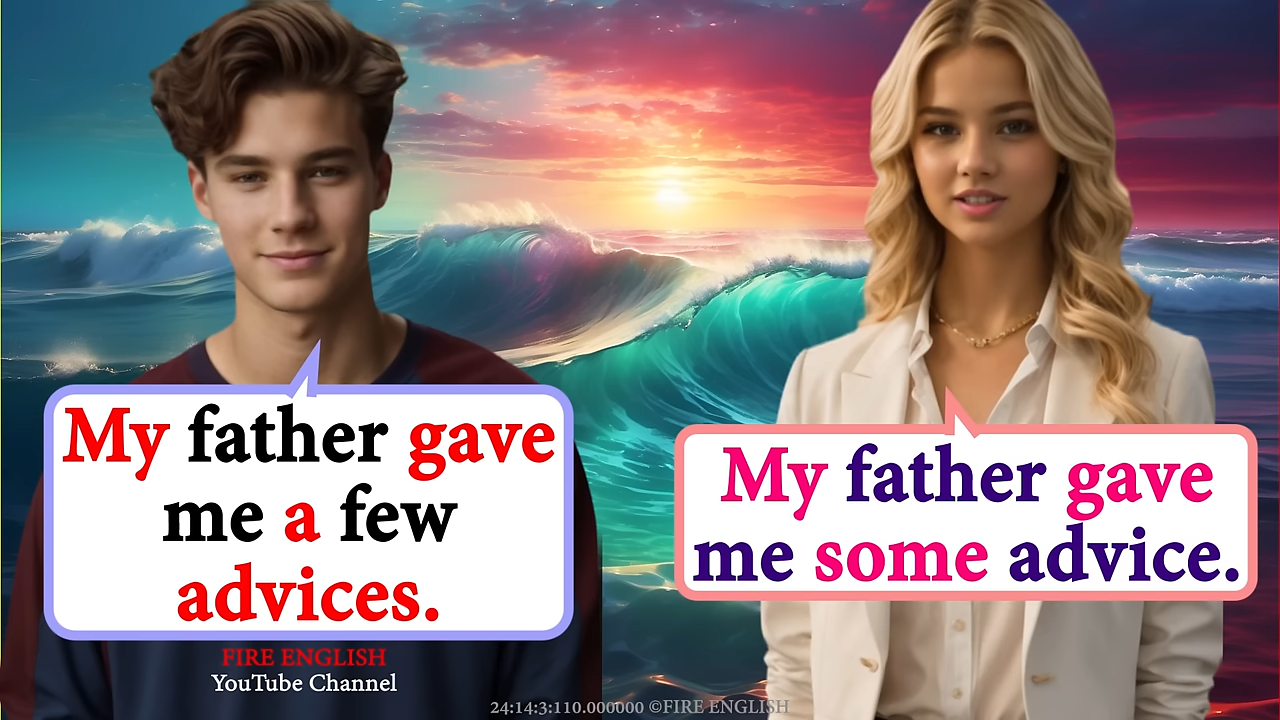 My father gave
me a few
advices.
My father gave
me some advice.
FIRE ENGLISH
YouTube Channel
24:14:3:110.000000 ©FIRE ENGLISH